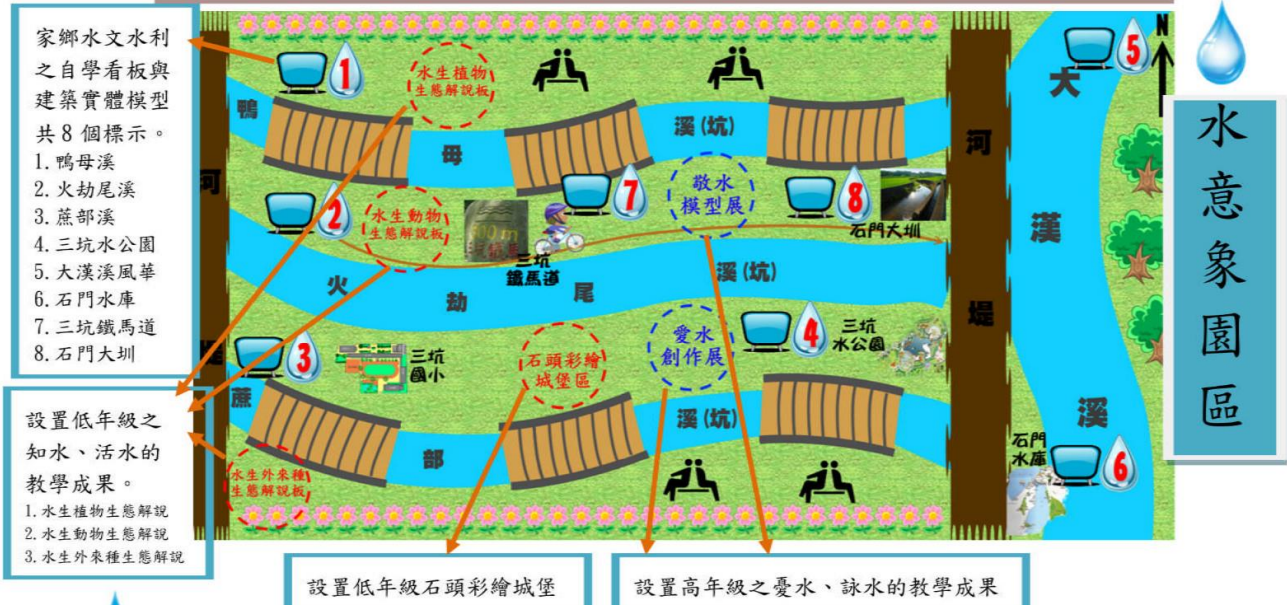 家鄉水文水利
之自學看板與
建築實體模型
共8個標示。
1.鴨母溪
2.火劫尾溪
3.蔗部溪
4.三坑水公園
5.大漢溪風華
6.石門水庫
7.三坑鐵馬道
8.石門大圳
設置低年級之
知水、活水的
教學成果。
1.水生植物生態解說
2.水生動物生態解說
3.水生外來種生態解說
1
水生植物
生態解說板
鴨
母
溪(坑)
河
堤
2
水生動物
生態解說板
三坑
鐵馬道
7
敬水
模型展
8
石門大圳
火
劫
尾
溪(坑)
3
三坑
國小
石頭彩繪
城堡區
愛水
創作展
4
三坑
水公園
蔗
部
溪(坑)
水生外來種
生態解說板
河
堤
大
漢
溪
5
N
石門
水庫
6
水意象園區
設置低年級石頭彩繪城堡
設置高年級之憂水、詠水的教學成果